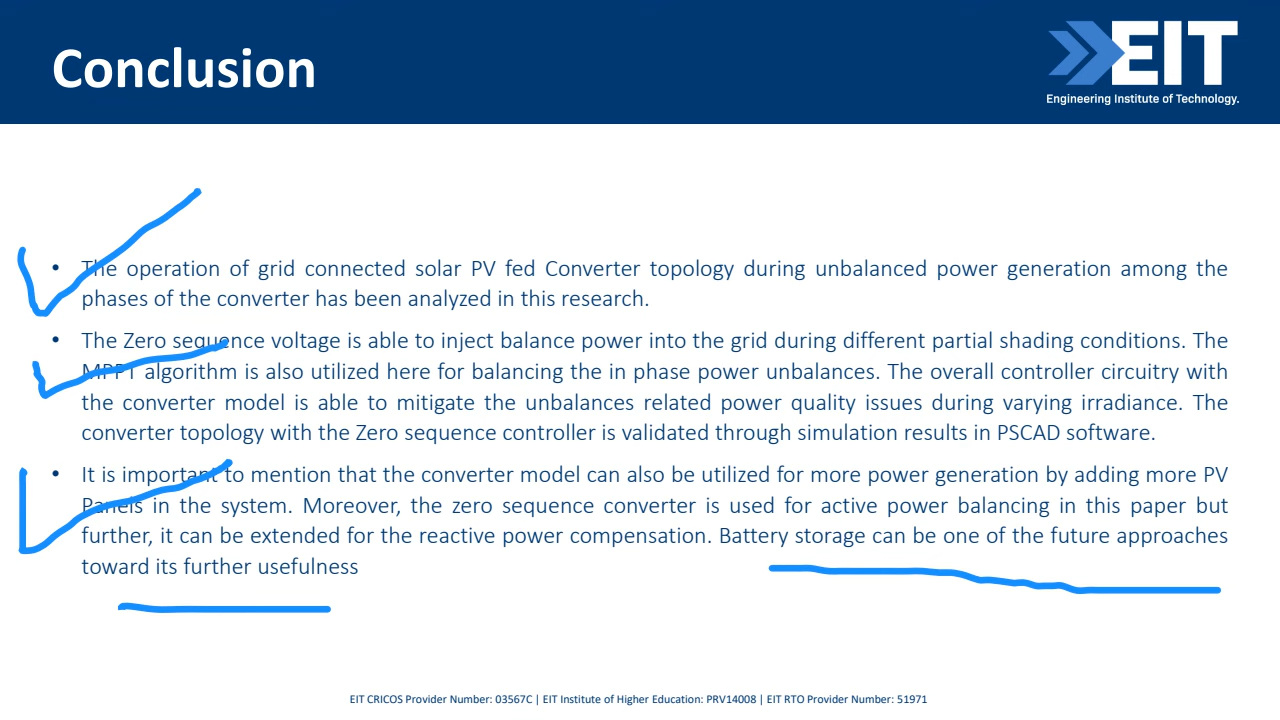 Conclusion
EIT
Engineering Institute of Technology.
• The operation of grid connected solar PV fed Converter topology during unbalanced power generation among the
phases of the converter has been analyzed in this research.
• The Zero sequence voltage is able to inject balance power into the grid during different partial shading conditions. The
MPPT algorithm is also utilized here for balancing the in phase power unbalances. The overall controller circuitry with
the converter model is able to mitigate the unbalances related power quality issues during varying irradiance. The
converter topology with the Zero sequence controller is validated through simulation results in PSCAD software.
• It is important to mention that the converter model can also be utilized for more power generation by adding more PV
Panels in the system. Moreover, the zero sequence converter is used for active power balancing in this paper but
further, it can be extended for the reactive power compensation. Battery storage can be one of the future approaches
toward its further usefulness
EIT CRICOS Provider Number: 03567C | EIT Institute of Higher Education: PRV14008 | EIT RTO Provider Number: 51971